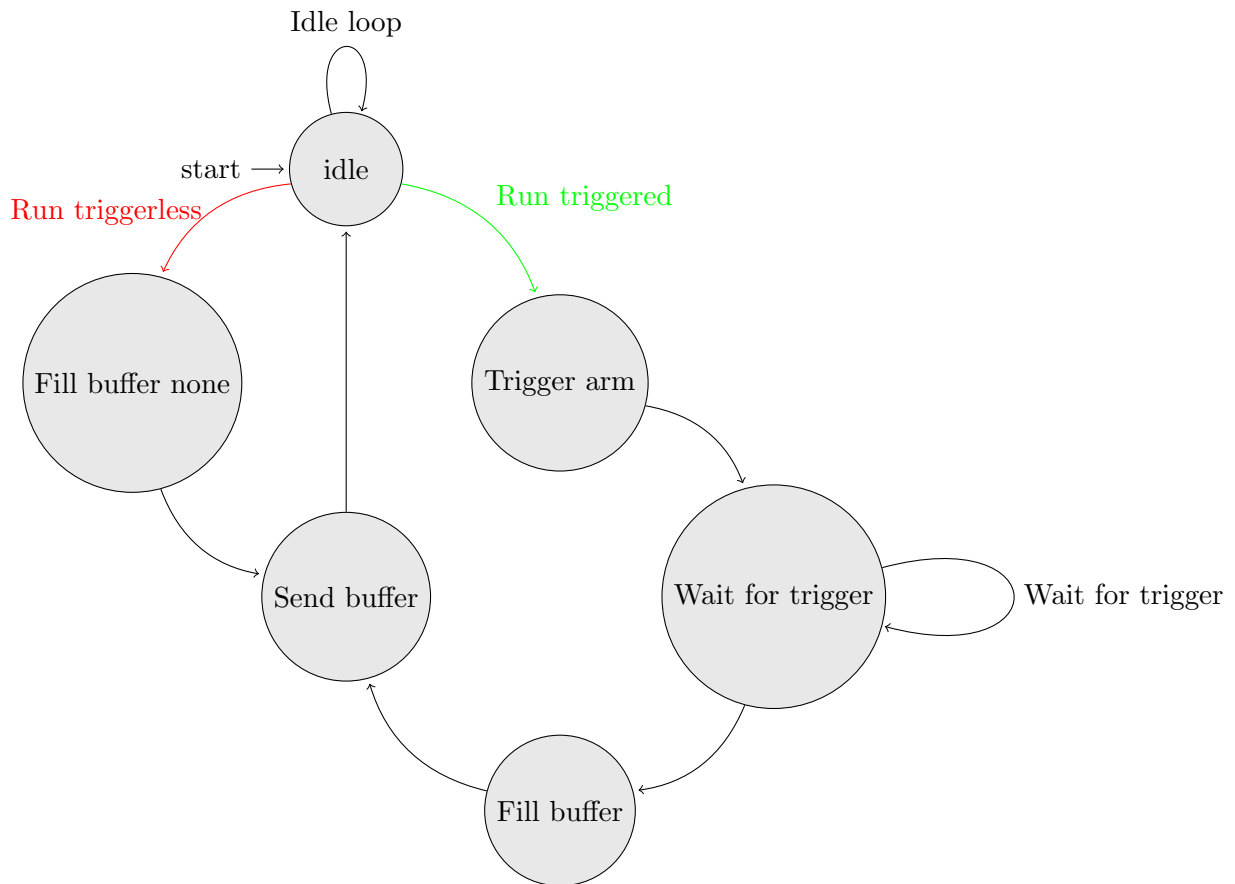 Idle loop
start
idle
Run triggerless
Run triggered
Fill buffer none
Trigger arm
Send buffer
Wait for trigger
Wait for trigger
Fill buffer